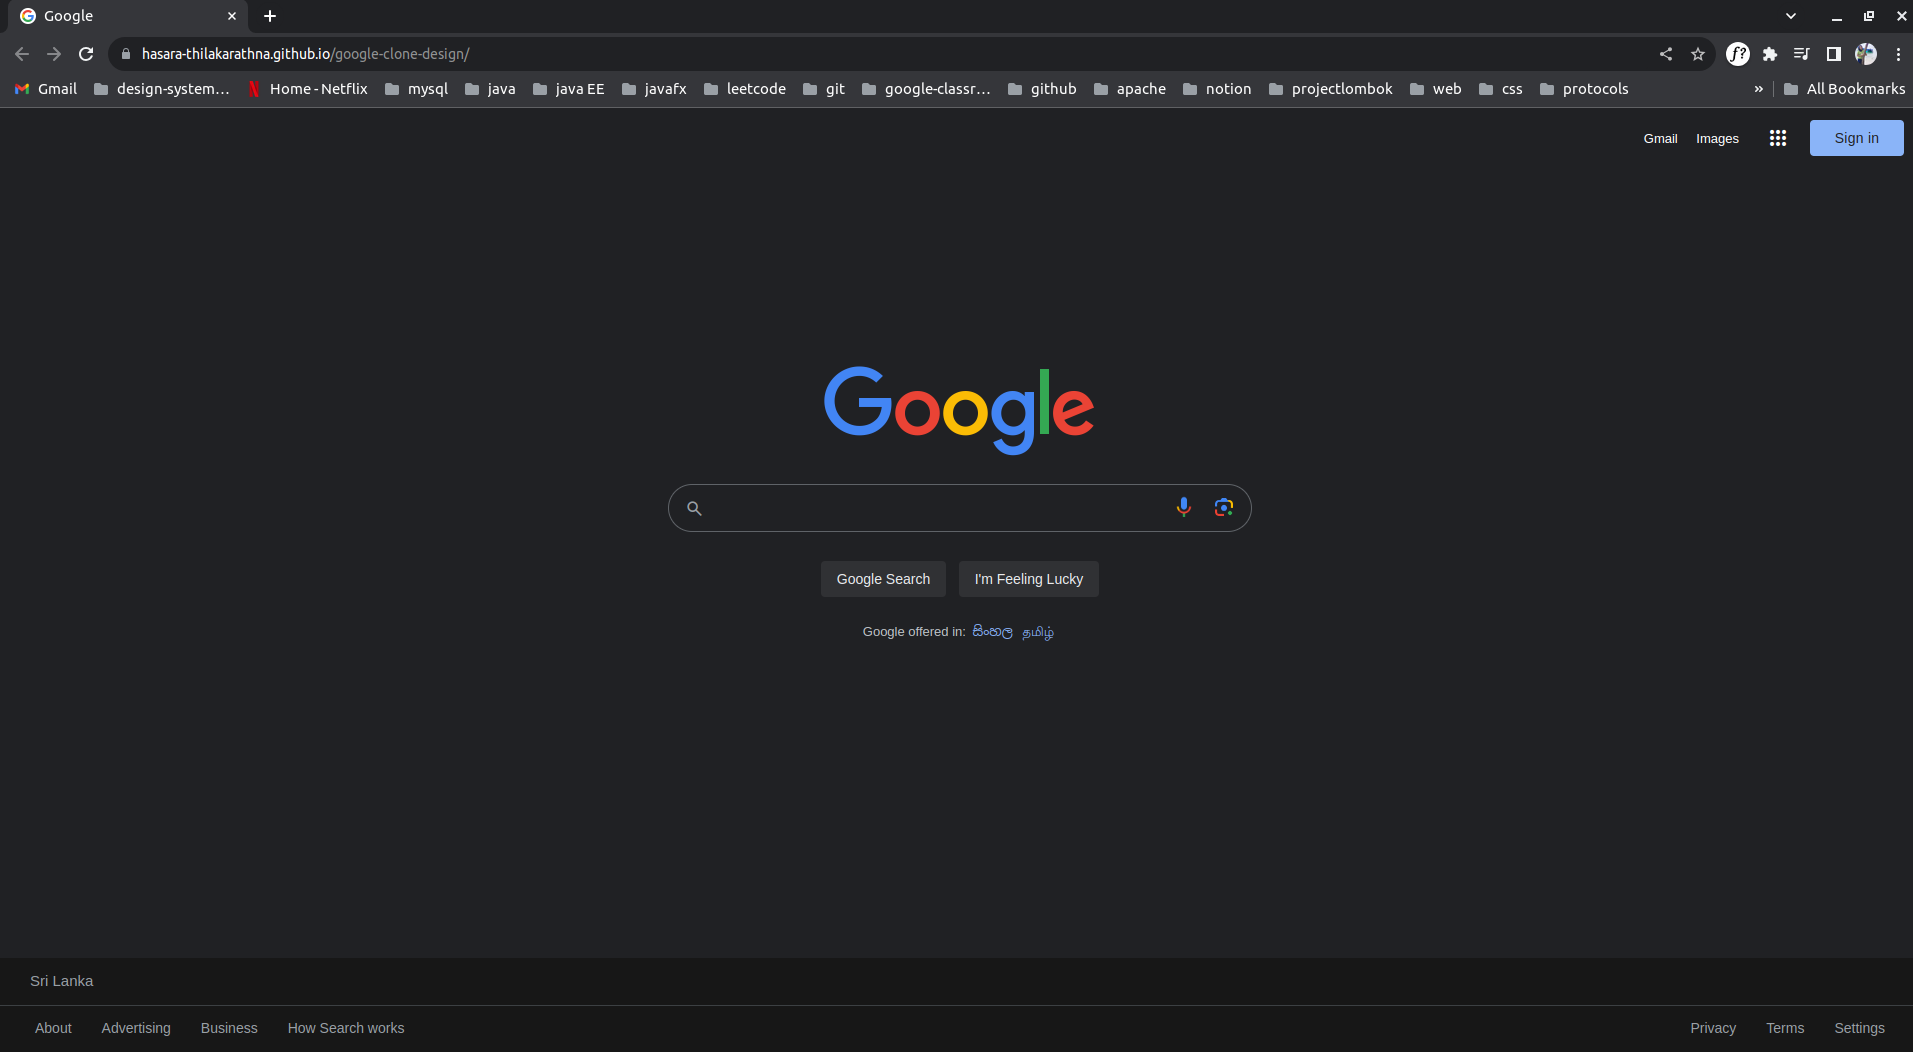 Google
hasara-thilakarathna.github.io/google-clone-design/
f?
Gmail design-system... Home - Netflix mysql java java EE javafx leetcode git google-classr... github apache notion projectlombok web css protocols » All Bookmarks
Gmail Images Sign in
Google
Google Search I'm Feeling Lucky
Google offered in: සිංහල தமிழ்
Sri Lanka
About Advertising Business How Search works Privacy Terms Settings